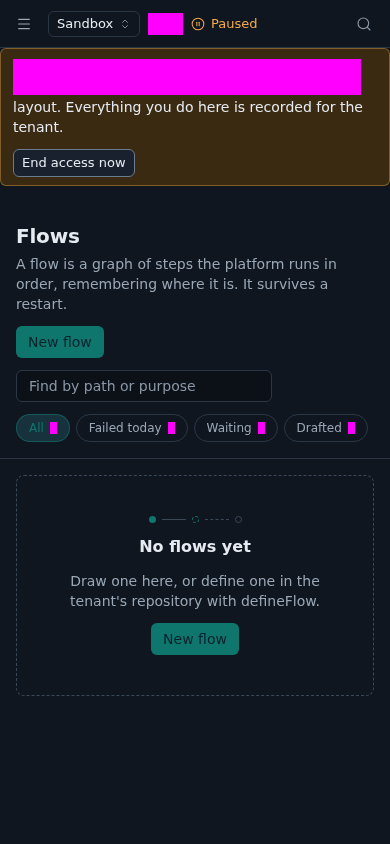 Sandbox
Paused
layout. Everything you do here is recorded for the
tenant.
End access now
Flows
A flow is a graph of steps the platform runs in
order, remembering where it is. It survives a
restart.
New flow
Find by path or purpose
All
Failed today
Waiting
Drafted
No flows yet
Draw one here, or define one in the
tenant's repository with defineFlow.
New flow